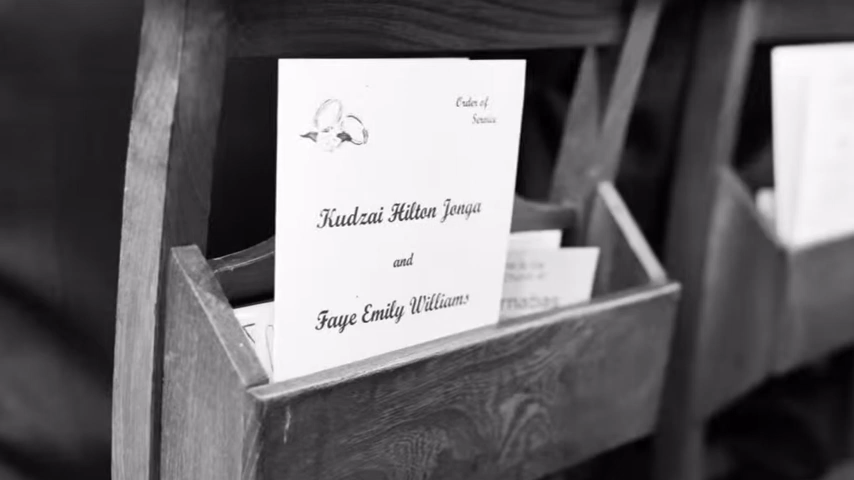 Order of
Service
Kudzai Hilton Jonga
and
Faye Emily Williams